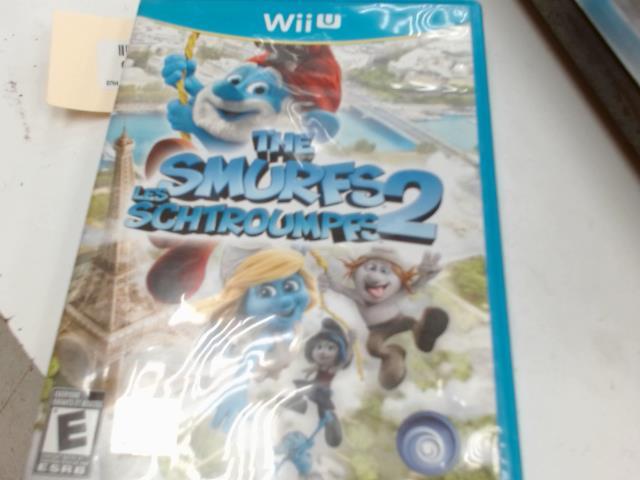 Wii U
THE
SMURFS 2
LES
SCHTROUMPFS
E
ESRB